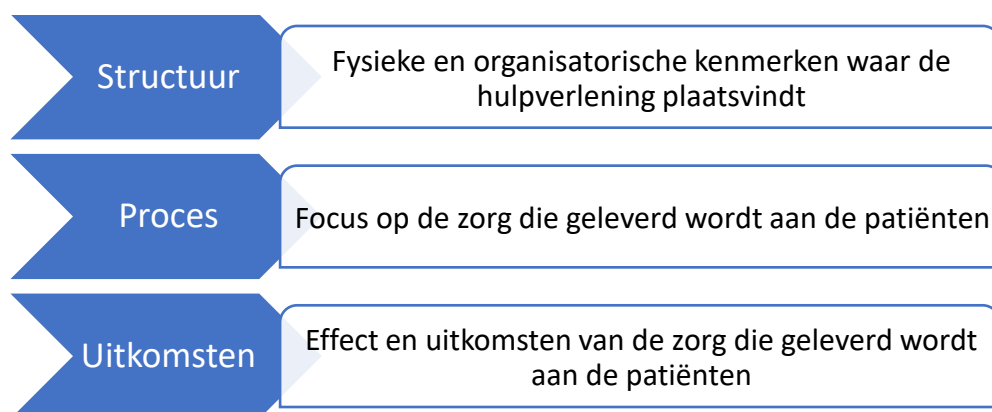 Structuur
Fysieke en organisatorische kenmerken waar de
hulpverlening plaatsvindt
Proces
Focus op de zorg die geleverd wordt aan de patiënten
Uitkomsten
Effect en uitkomsten van de zorg die geleverd wordt
aan de patiënten